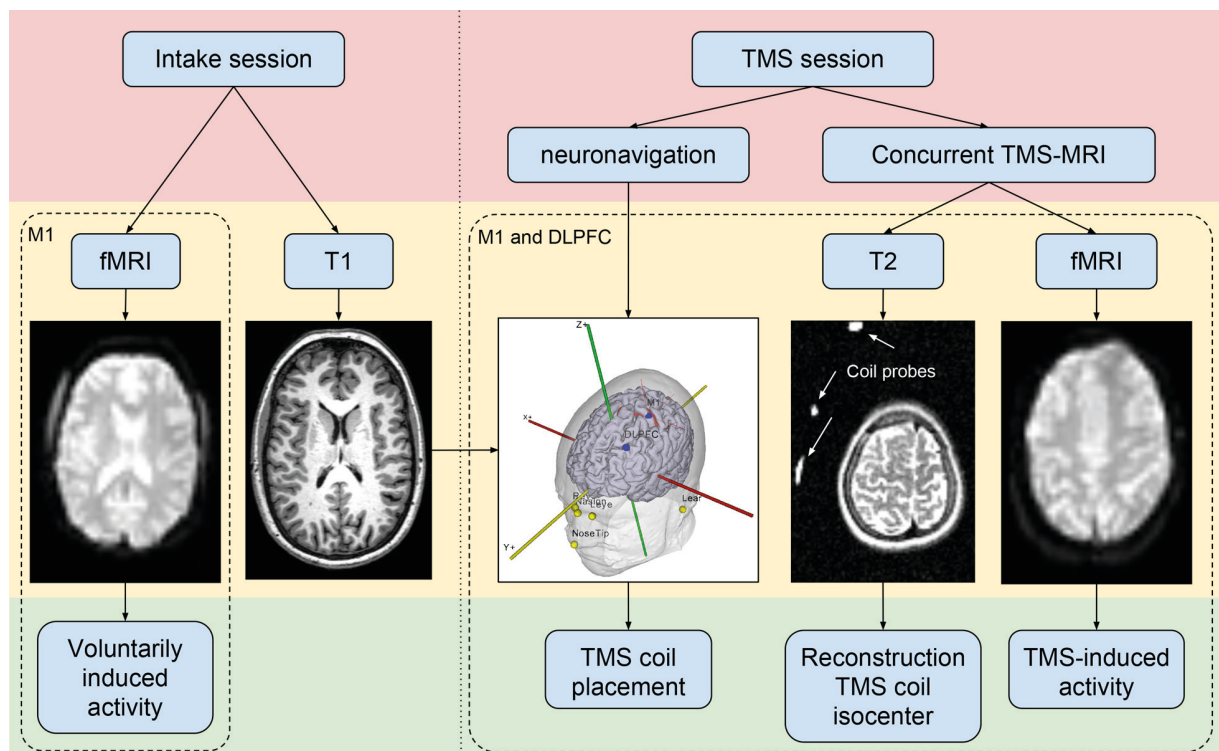 Intake session
TMS session
neuronavigation
Concurrent TMS-MRI
M1
fMRI
T1
M1 and DLPFC
T2
fMRI
Z+
X+
M1
DLPFC
Nasion
Leye
Lear
NoseTip
Y+
Coil probes
Voluntarily
induced
activity
TMS coil
placement
Reconstruction
TMS coil
isocenter
TMS-induced
activity